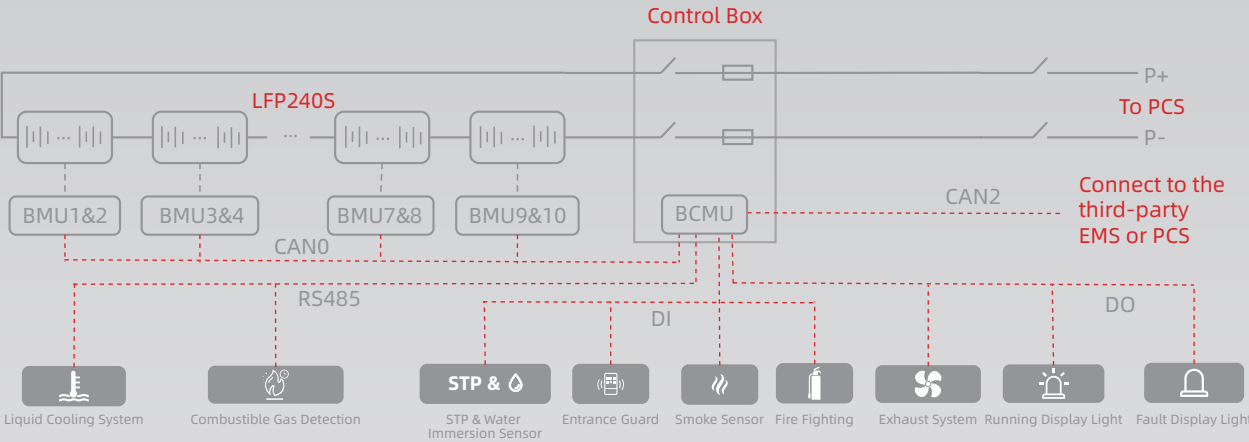 Control Box
P+
LFP240S
To PCS
P-
BMU1&2
BMU3&4
BMU7&8
BMU9&10
BCMU
CAN2
Connect to the
third-party
EMS or PCS
CAN0
RS485
DI
DO
STP &
Liquid Cooling System
Combustible Gas Detection
STP & Water
Immersion Sensor
Entrance Guard
Smoke Sensor
Fire Fighting
Exhaust System
Running Display Light
Fault Display Light